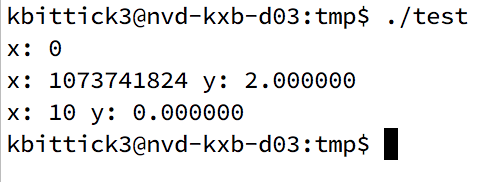 kbittick3@nvd-kxb-d03:tmp$ ./test
x: 0
x: 1073741824 y: 2.000000
x: 10 y: 0.000000
kbittick3@nvd-kxb-d03:tmp$